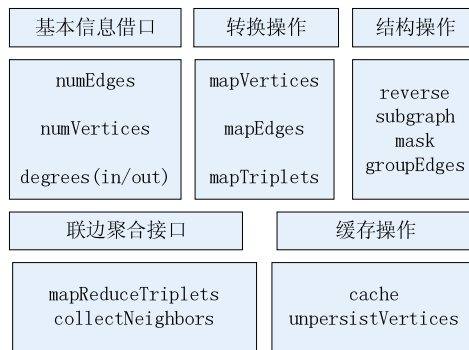 基本信息借口
转换操作
结构操作
numEdges
numVertices
degrees(in/out)
mapVertices
mapEdges
mapTriplets
reverse
subgraph
mask
groupEdges
联边聚合接口
缓存操作
mapReduceTriplets
collectNeighbors
cache
unpersistVertices